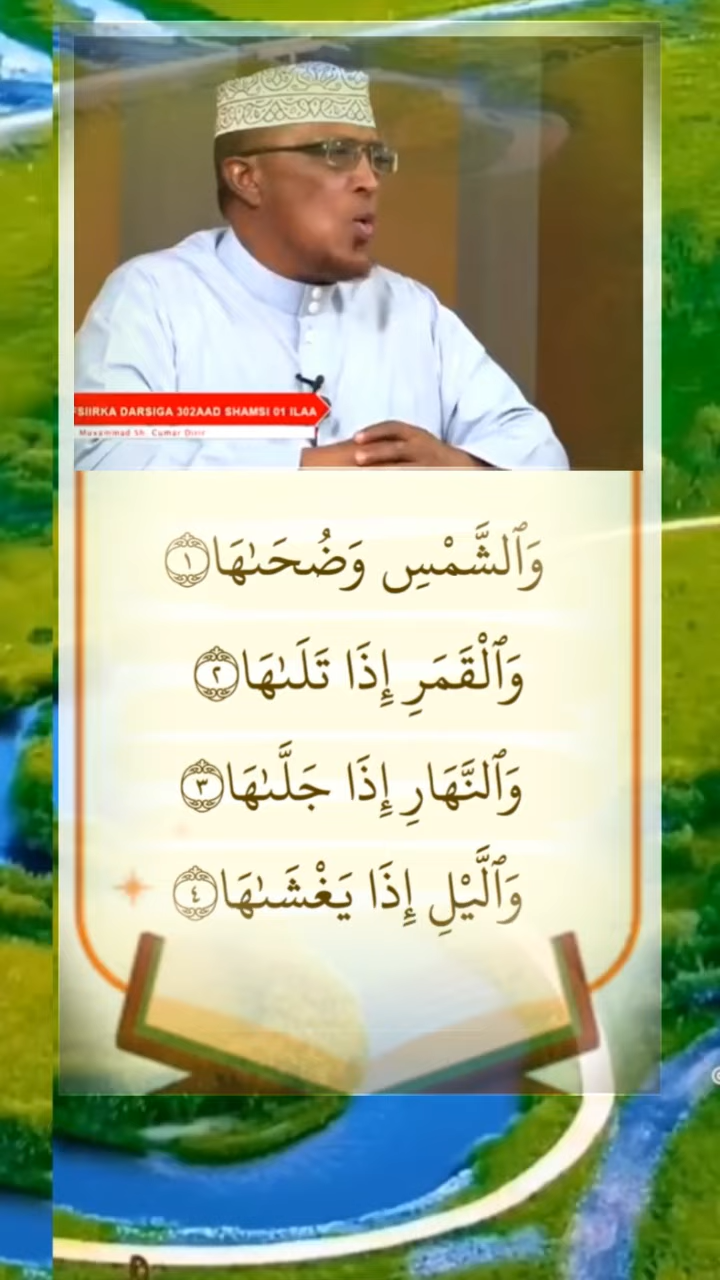 FSIIRKA DARSIGA 302AAD SHAMSI 01 ILAA
Muxammad Sh. Cumar Dirir
وَٱلشَّمْسِ وَضُحَىٰهَا ١
وَٱلْقَمَرِ إِذَا تَلَىٰهَا ٢
وَٱلنَّهَارِ إِذَا جَلَّىٰهَا ٣
وَٱلَّيْلِ إِذَا يَغْشَىٰهَا ٤